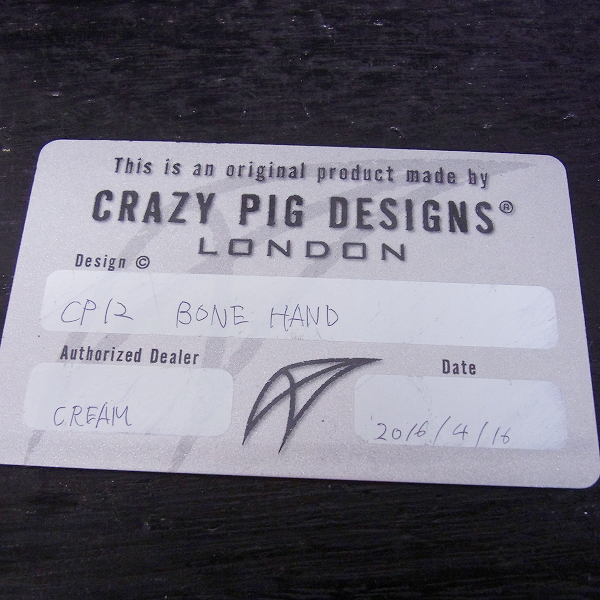 This is an original product made by
CRAZY PIG DESIGNS®
LONDON
Design ©
CP12 BONE HAND
Authorized Dealer
Date
CREAM
2016/4/16